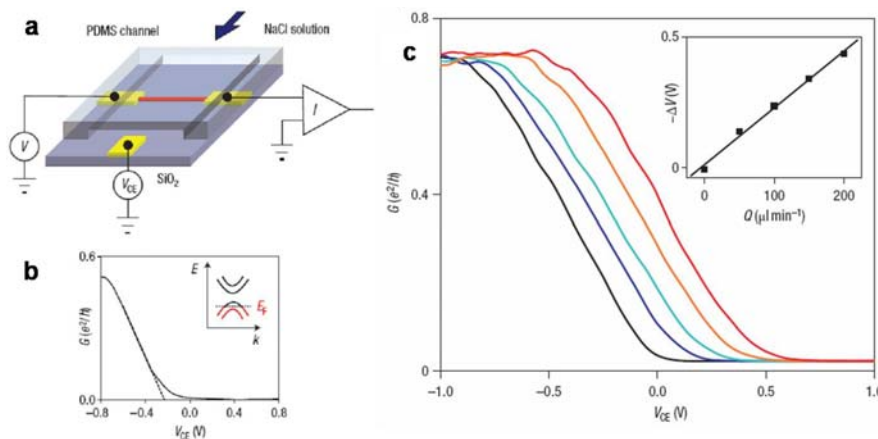 a
PDMS channel
NaCl solution
V
I
SiO₂
V_CE
b
0.6
G (e²/ℏ)
0.0
E
E_F
k
−0.8
−0.4
0.0
0.4
0.8
V_CE (V)
c
0.8
0.4
0
G (e²/ℏ)
−1.0
−0.5
0.0
0.5
1.0
V_CE (V)
0.5
0
−ΔV (V)
0
100
200
Q (μl min⁻¹)